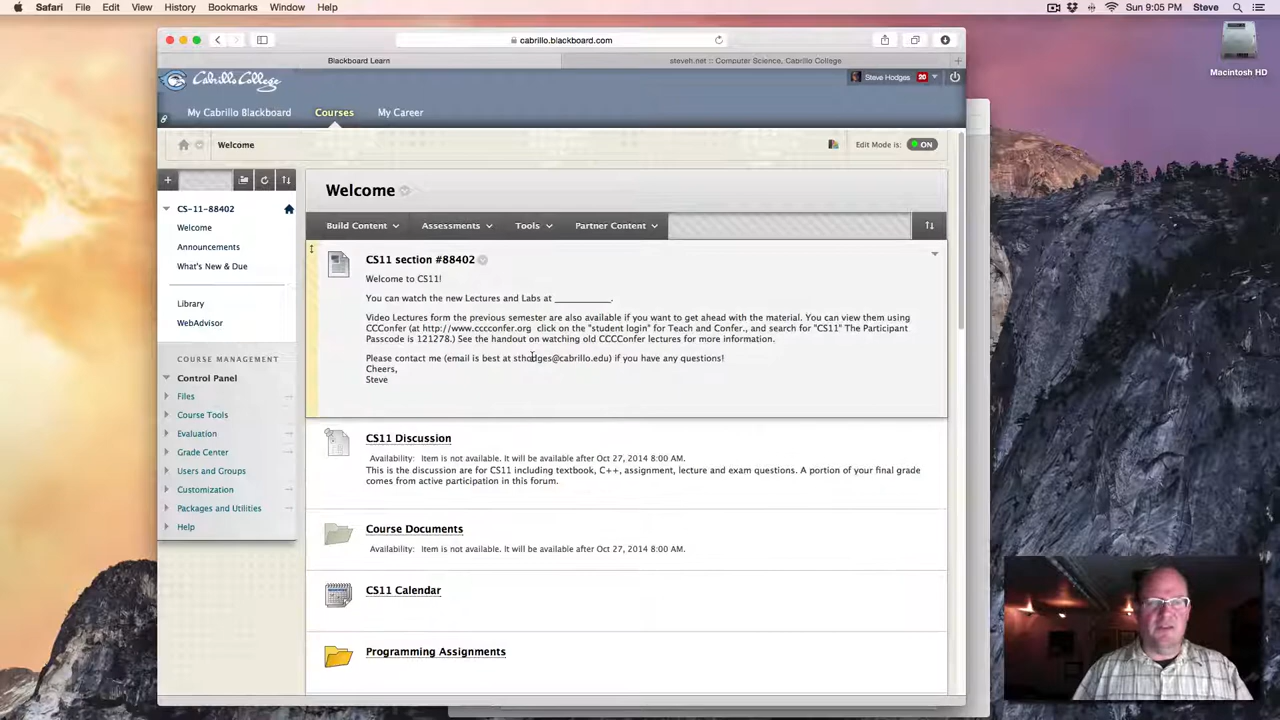 Safari File Edit View History Bookmarks Window Help
Sun 9:05 PM Steve
cabrillo.blackboard.com
Blackboard Learn
steveh.net :: Computer Science, Cabrillo College
Macintosh HD
Cabrillo College
Steve Hodges 20
My Cabrillo Blackboard Courses My Career
Welcome
Edit Mode is: ON
CS-11-88402
Welcome
Announcements
What's New & Due
Library
WebAdvisor
COURSE MANAGEMENT
Control Panel
Files
Course Tools
Evaluation
Grade Center
Users and Groups
Customization
Packages and Utilities
Help
Welcome
Build Content Assessments Tools Partner Content
CS11 section #88402
Welcome to CS11!
You can watch the new Lectures and Labs at ___________.
Video Lectures form the previous semester are also available if you want to get ahead with the material. You can view them using
CCCConfer (at http://www.cccconfer.org click on the "student login" for Teach and Confer., and search for "CS11" The Participant
Passcode is 121278.) See the handout on watching old CCCConfer lectures for more information.
Please contact me (email is best at sthodges@cabrillo.edu) if you have any questions!
Cheers,
Steve
CS11 Discussion
Availability: Item is not available. It will be available after Oct 27, 2014 8:00 AM.
This is the discussion are for CS11 including textbook, C++, assignment, lecture and exam questions. A portion of your final grade
comes from active participation in this forum.
Course Documents
Availability: Item is not available. It will be available after Oct 27, 2014 8:00 AM.
CS11 Calendar
Programming Assignments